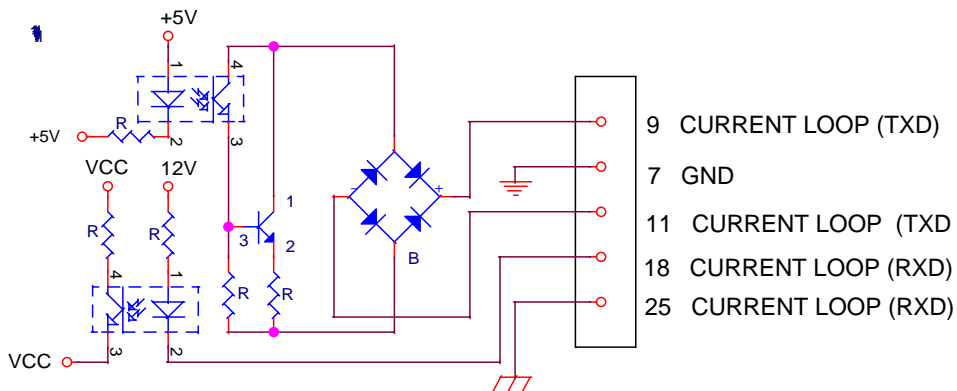 +5V
1
4
+5V
R
2
3
VCC
12V
1
R
R
3
2
R
R
B
4
1
VCC
3
2
-
+
9 CURRENT LOOP (TXD)
7 GND
11 CURRENT LOOP (TXD
18 CURRENT LOOP (RXD)
25 CURRENT LOOP (RXD)